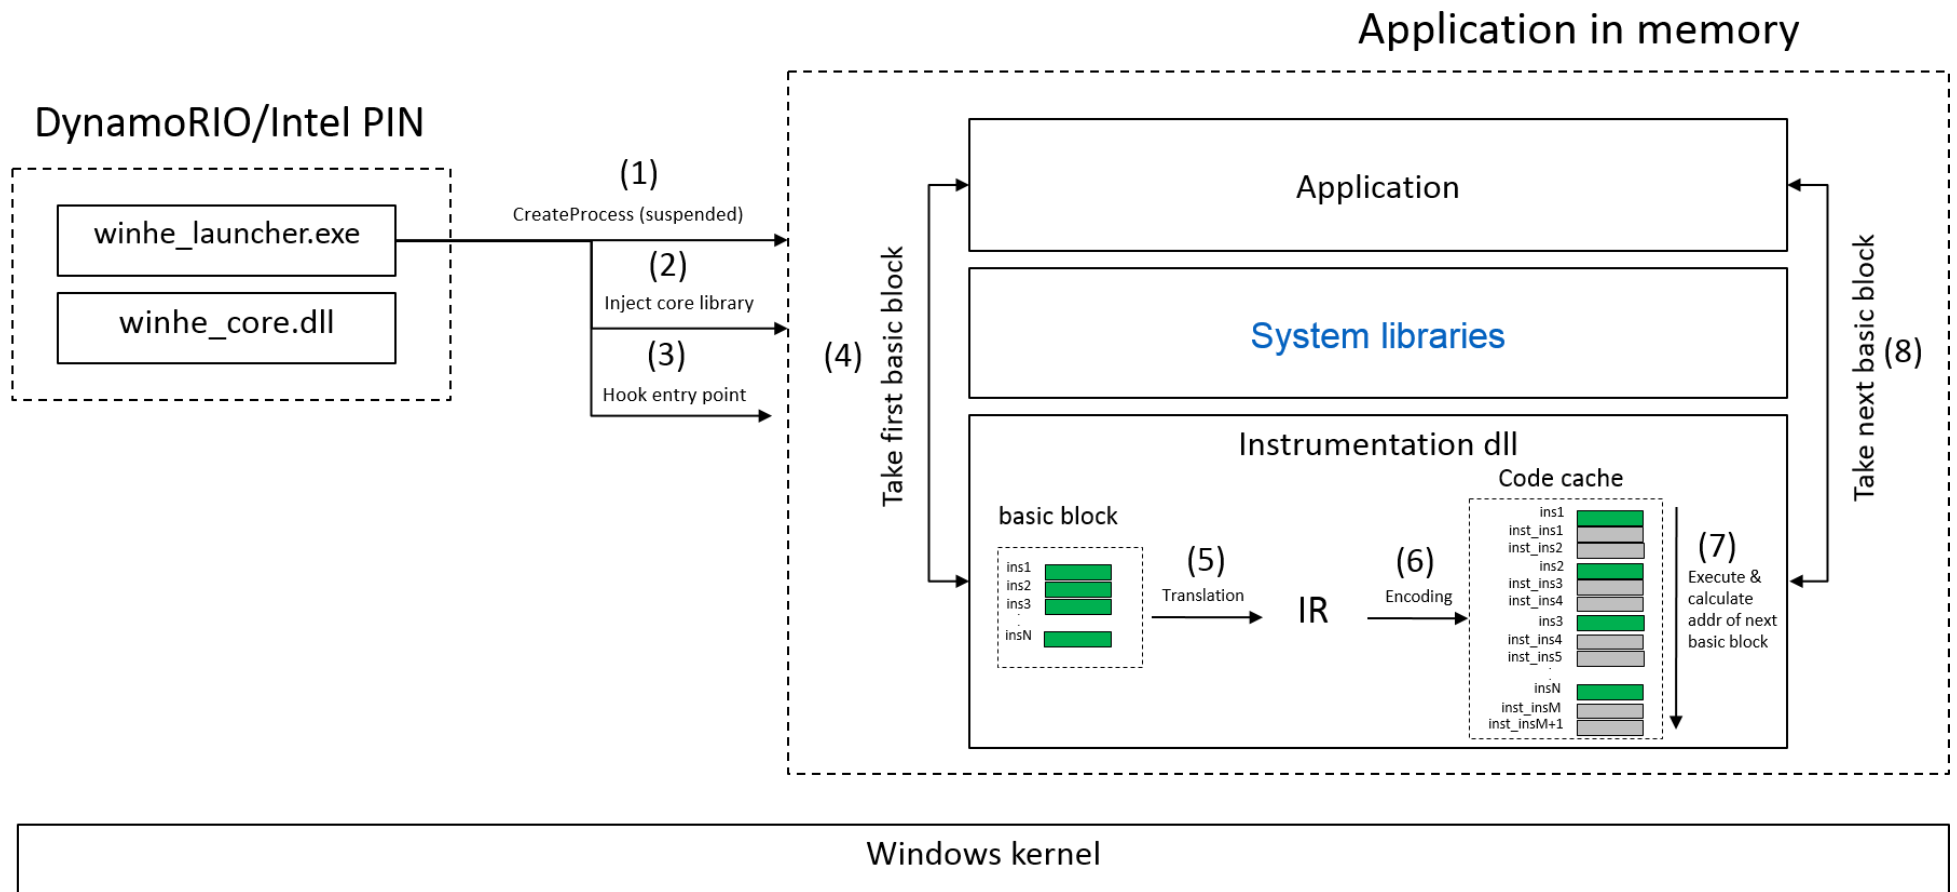 Application in memory
DynamoRIO/Intel PIN
winhe_launcher.exe
winhe_core.dll
(1)
CreateProcess (suspended)
(2)
Inject core library
(3)
Hook entry point
(4)
Take first basic block
Application
System libraries
Instrumentation dll
basic block
ins1
ins2
ins3
.
.
insN
(5)
Translation
IR
(6)
Encoding
Code cache
ins1
inst_ins1
inst_ins2
ins2
inst_ins3
inst_ins4
ins3
inst_ins4
inst_ins5
.
.
insN
inst_insM
inst_insM+1
(7)
Execute &
calculate
addr of next
basic block
Take next basic block
(8)
Windows kernel